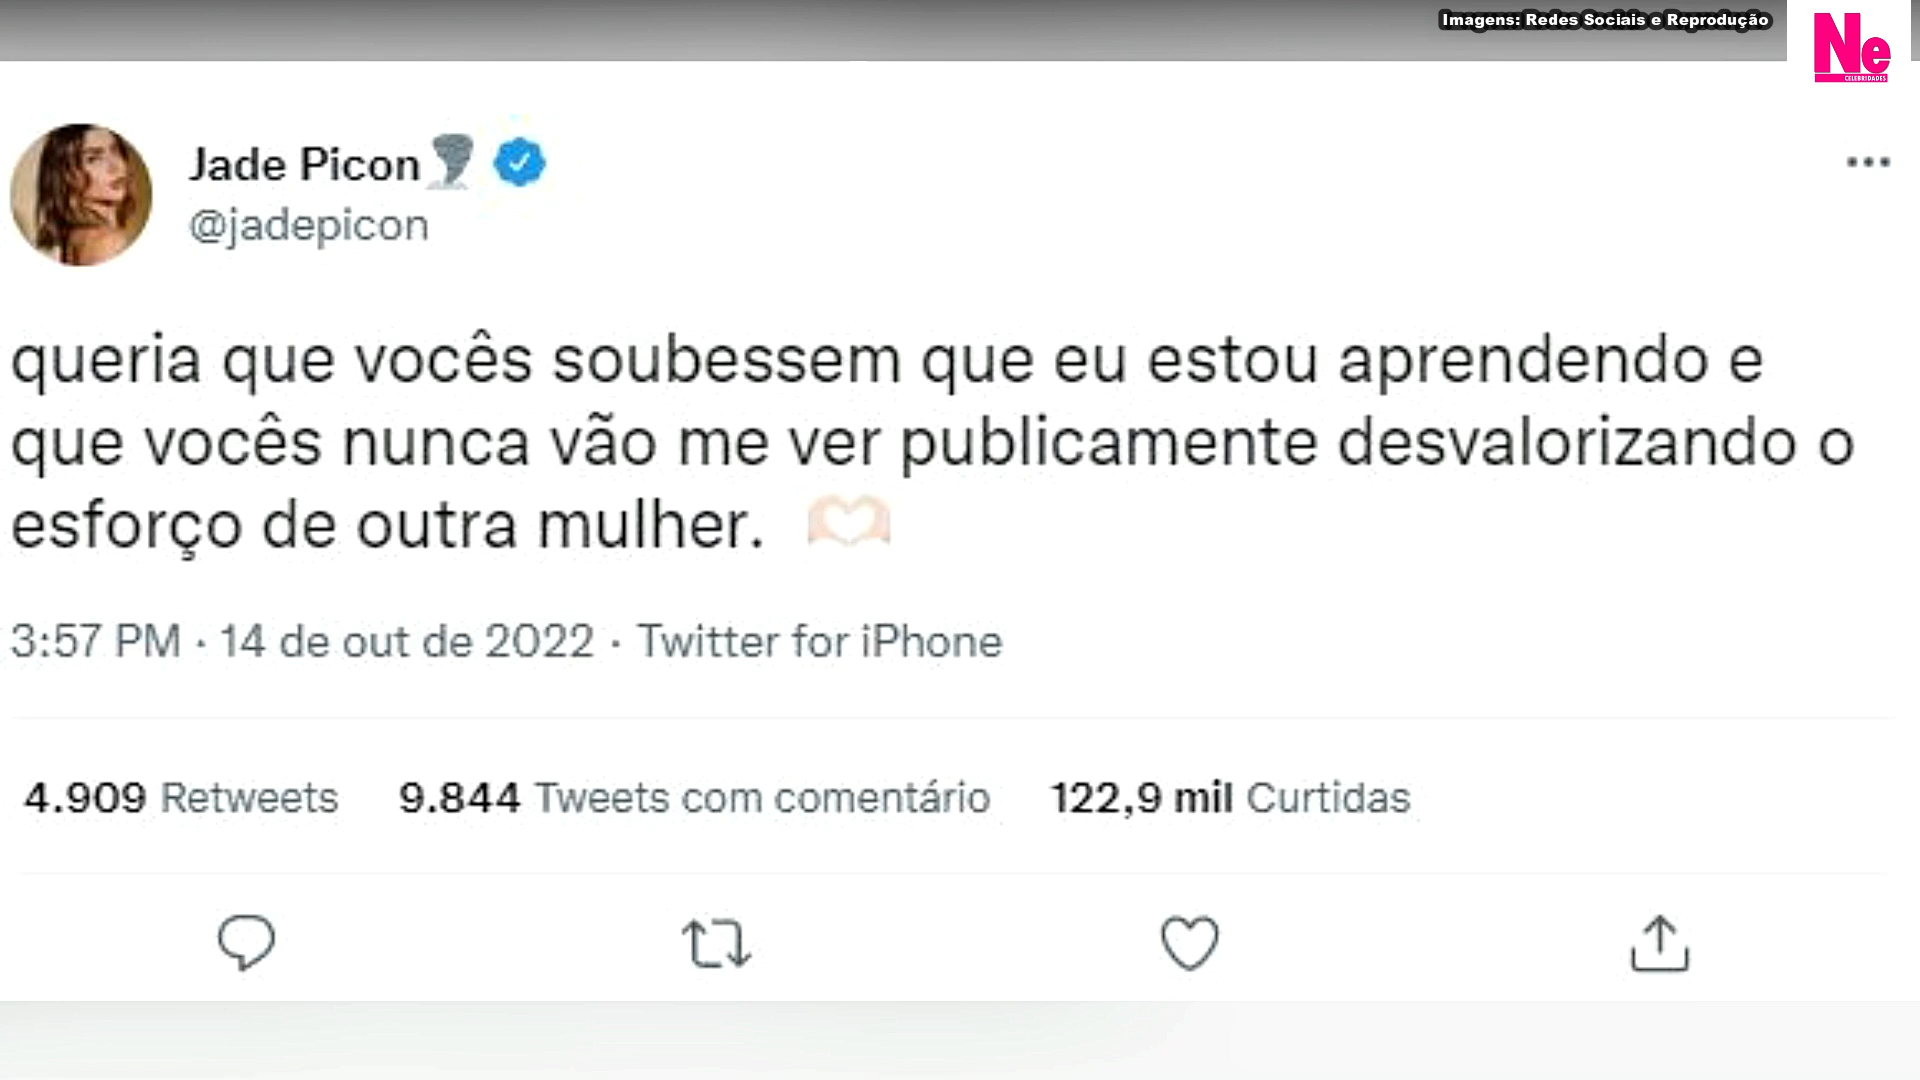 Imagens: Redes Sociais e Reprodução
Ne
CELEBRIDADES
Jade Picon
@jadepicon
queria que vocês soubessem que eu estou aprendendo e
que vocês nunca vão me ver publicamente desvalorizando o
esforço de outra mulher.
3:57 PM · 14 de out de 2022 · Twitter for iPhone
4.909 Retweets 9.844 Tweets com comentário 122,9 mil Curtidas